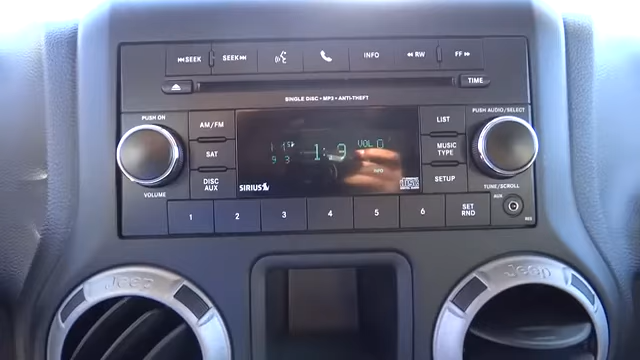 SEEK SEEK INFO RW FF
TIME
SINGLE DISC • MP3 • ANTI-THEFT
PUSH ON
PUSH AUDIO/SELECT
AM/FM
LIST
SAT
MUSIC TYPE
DISC AUX
SETUP
VOL
SIRIUS
VOLUME
TUNE/SCROLL
AUX
1 2 3 4 5 6 SET RND
Jeep Jeep